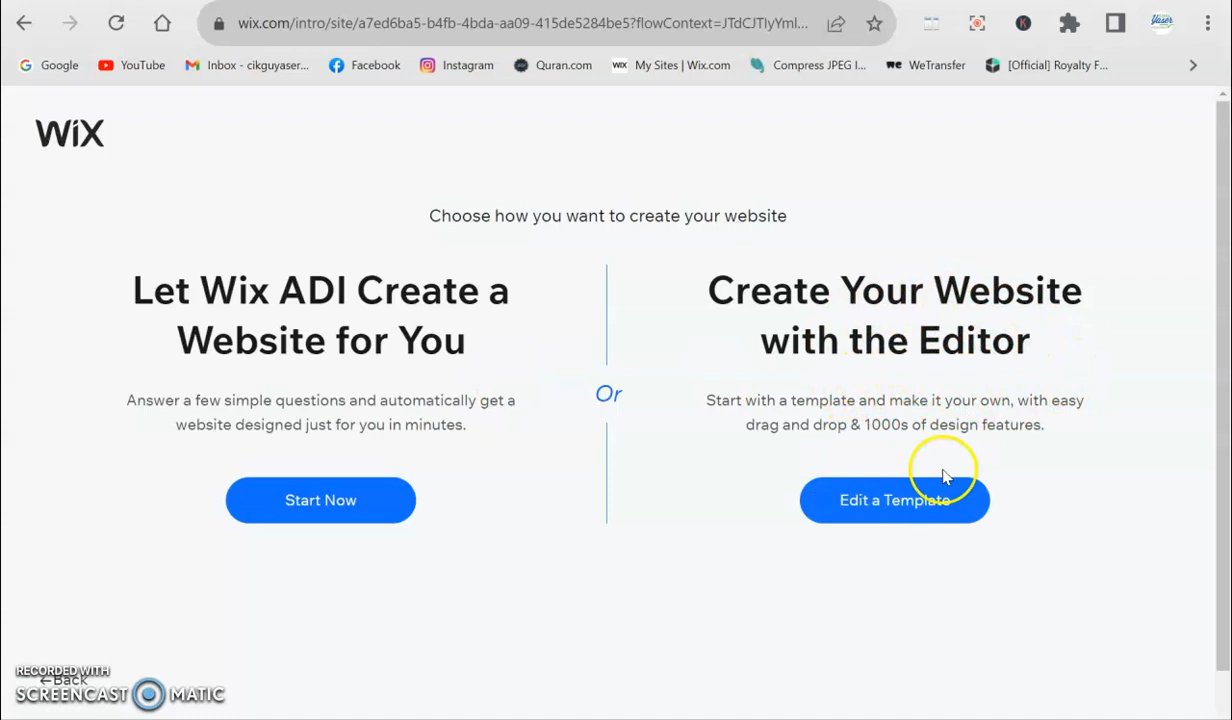 wix.com/intro/site/a7ed6ba5-b4fb-4bda-aa09-415de5284be5?flowContext=JTdCJTIyYml...
Yaser
Google
YouTube
Inbox - cikguyaser...
Facebook
Instagram
Quran.com
WIX My Sites | Wix.com
Compress JPEG I...
we WeTransfer
[Official] Royalty F...
WiX
Choose how you want to create your website
Let Wix ADI Create a
Website for You
Answer a few simple questions and automatically get a
website designed just for you in minutes.
Start Now
Or
Create Your Website
with the Editor
Start with a template and make it your own, with easy
drag and drop & 1000s of design features.
Edit a Template
←Back
RECORDED WITH
SCREENCAST MATIC